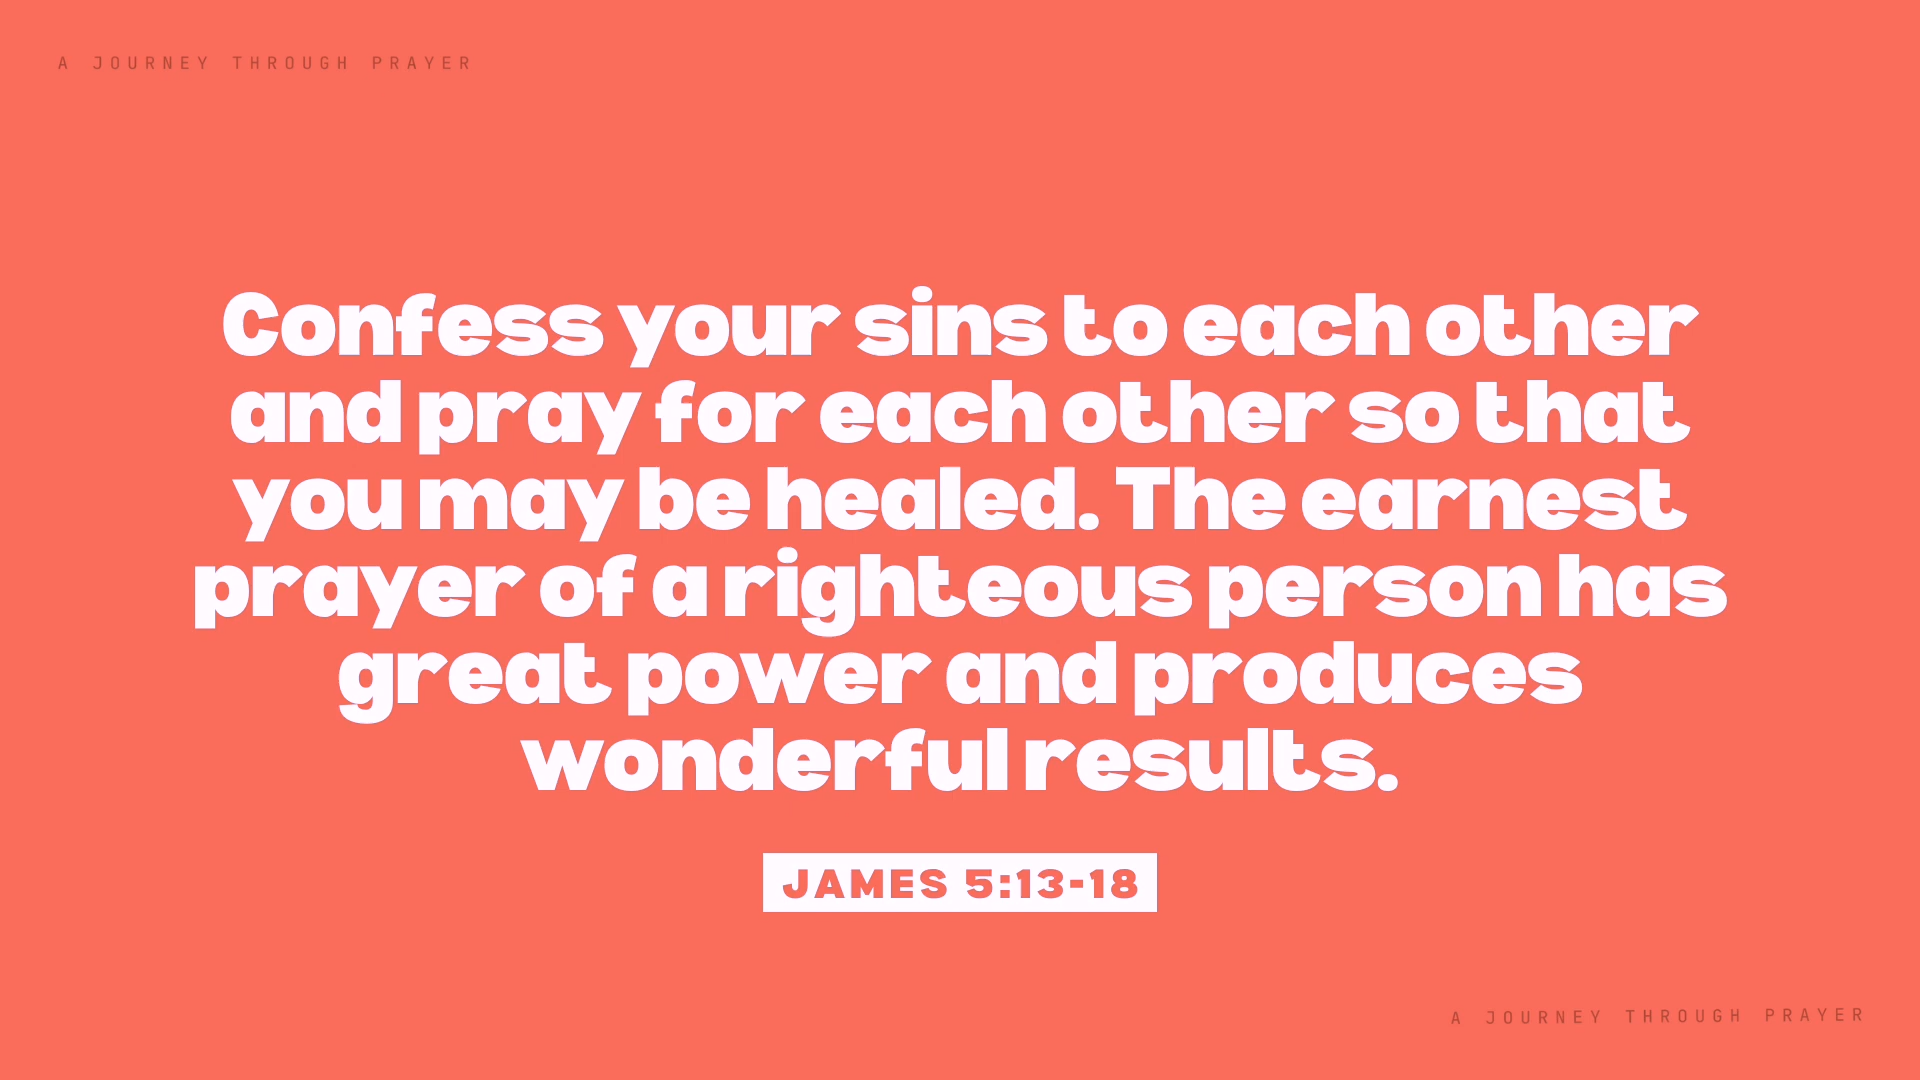 A JOURNEY THROUGH PRAYER
Confess your sins to each other
and pray for each other so that
you may be healed. The earnest
prayer of a righteous person has
great power and produces
wonderful results.
JAMES 5:13-18
A JOURNEY THROUGH PRAYER